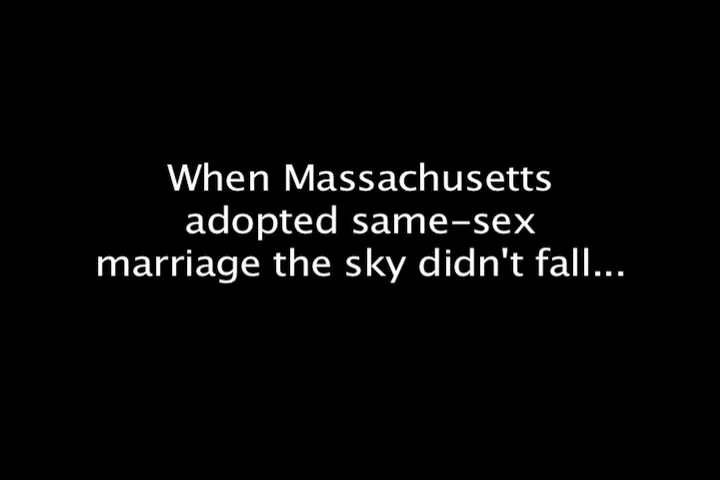 When Massachusetts
adopted same-sex
marriage the sky didn't fall...